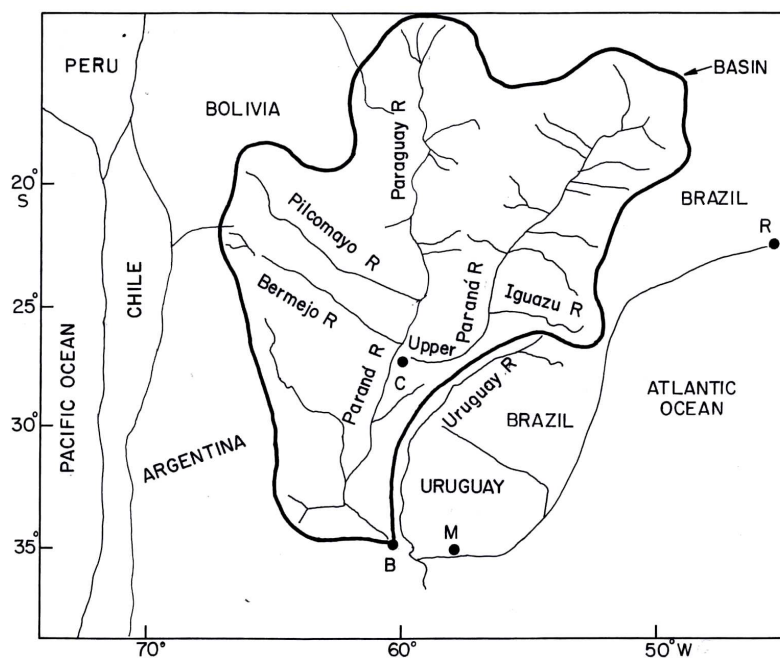 PERU
BOLIVIA
BASIN
BRAZIL
R
20°
S
25°
30°
35°
PACIFIC OCEAN
CHILE
ARGENTINA
Pilcomayo R
Bermejo R
Paraguay R
Upper Paraná R
Iguazu R
C
Parand R
Uruguay R
BRAZIL
ATLANTIC
OCEAN
URUGUAY
M
B
70°
60°
50°W